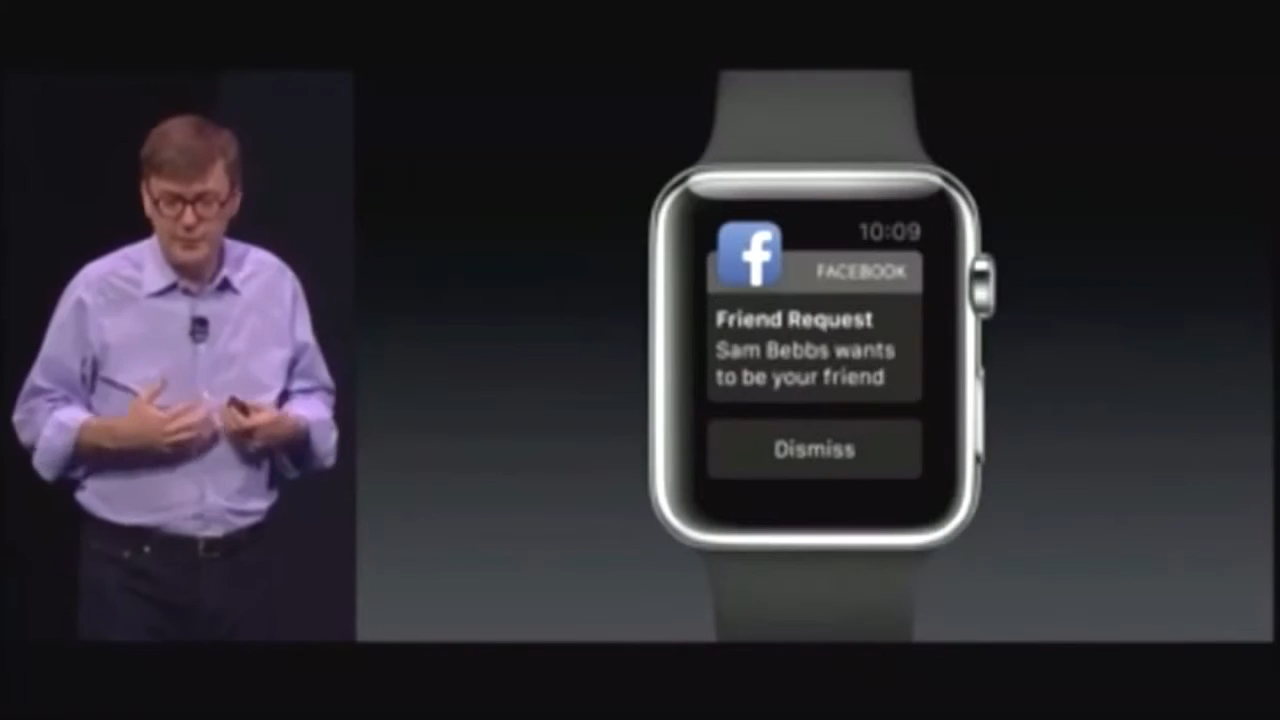 10:09
f
FACEBOOK
Friend Request
Sam Bebbs wants
to be your friend
Dismiss